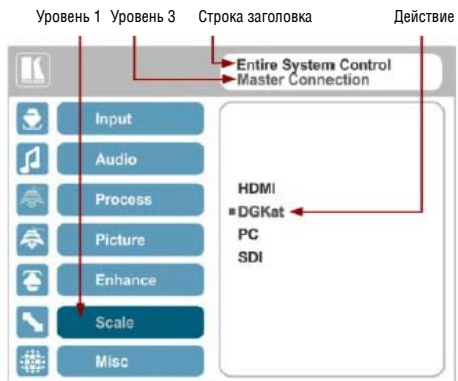 Уровень 1 Уровень 3 Строка заголовка Действие
Entire System Control
Master Connection
Input
Audio
Process
Picture
Enhance
Scale
Misc
HDMI
DGKat
PC
SDI